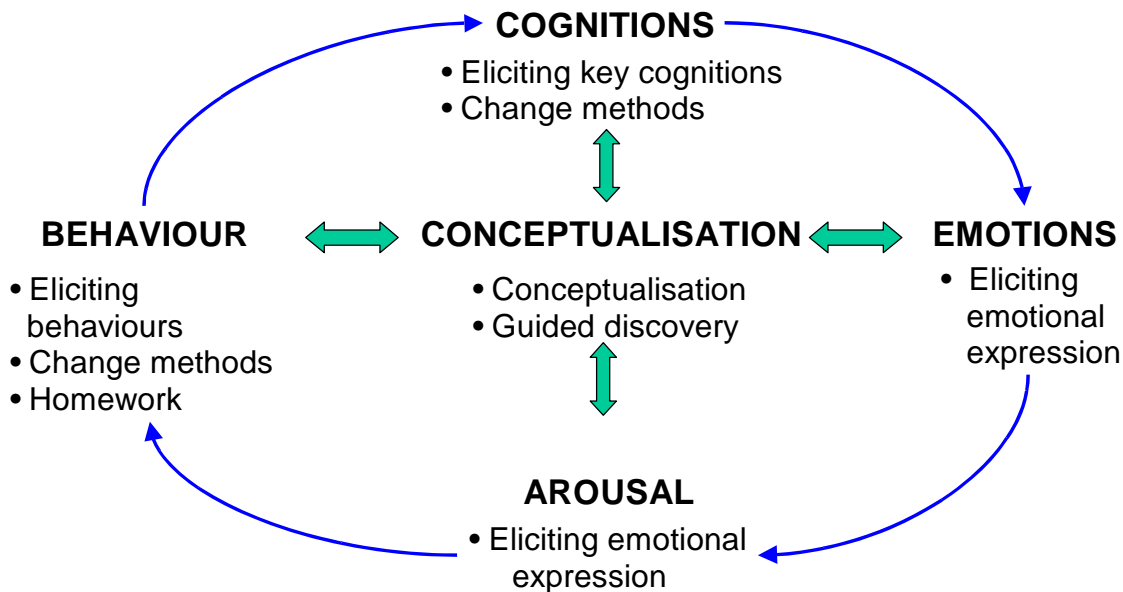 COGNITIONS
• Eliciting key cognitions
• Change methods
BEHAVIOUR
• Eliciting
behaviours
• Change methods
• Homework
CONCEPTUALISATION
• Conceptualisation
• Guided discovery
EMOTIONS
• Eliciting
emotional
expression
AROUSAL
• Eliciting emotional
expression